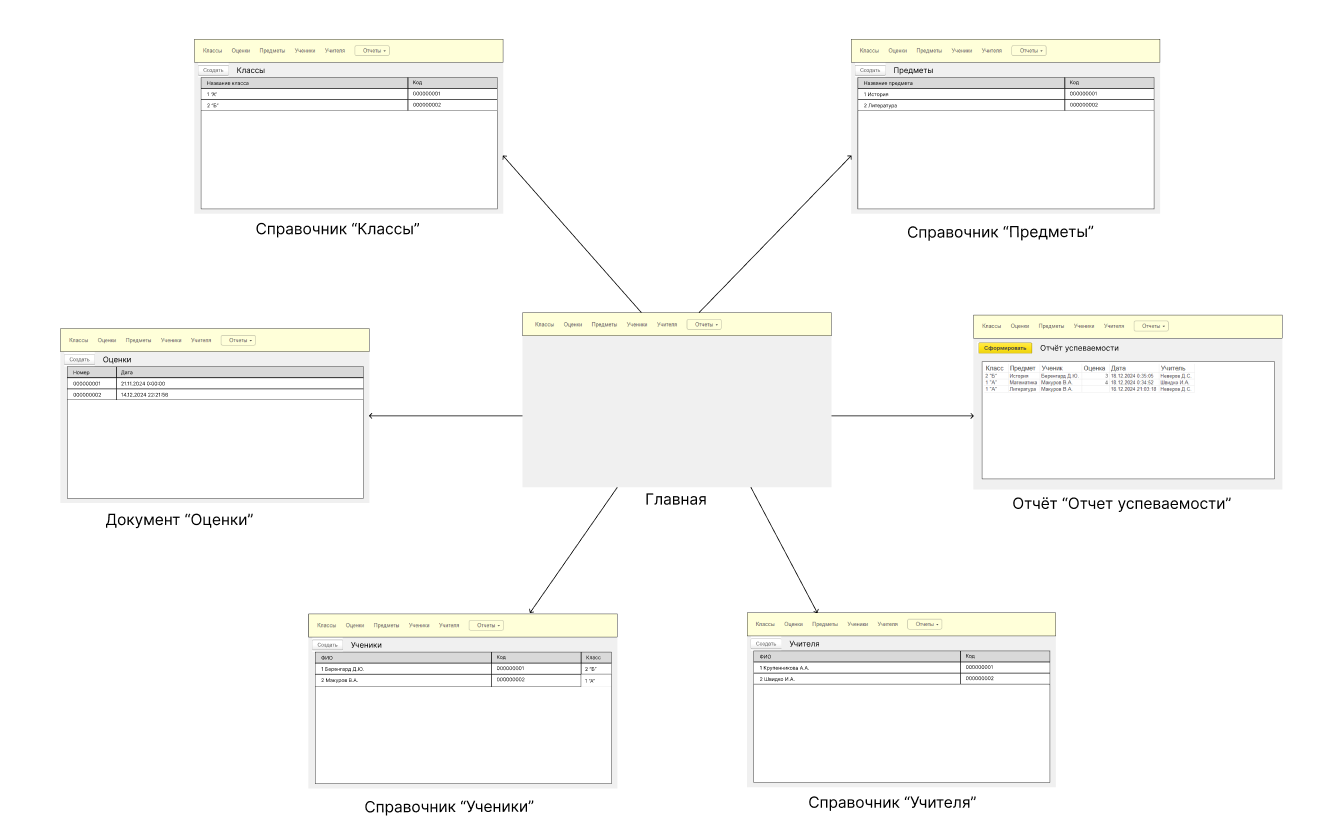 Классы Оценки Предметы Ученики Учителя Отчеты
Создать Классы
Название класса Код
1 "А" 000000001
2 "Б" 000000002
Справочник “Классы”
Классы Оценки Предметы Ученики Учителя Отчеты
Создать Предметы
Название предмета Код
1 История 000000001
2 Литература 000000002
Справочник “Предметы”
Классы Оценки Предметы Ученики Учителя Отчеты
Создать Оценки
Номер Дата
000000001 21.11.2024 0:00:00
000000002 14.12.2024 22:21:56
Документ “Оценки”
Классы Оценки Предметы Ученики Учителя Отчеты
Главная
Классы Оценки Предметы Ученики Учителя Отчеты
Сформировать Отчёт успеваемости
Класс Предмет Ученик Оценка Дата Учитель
2 "Б" История Беренгард Д.Ю. 3 18.12.2024 0:35:05 Неверов Д.С.
1 "А" Математика Макуров В.А. 4 18.12.2024 0:34:52 Швидко И.А.
1 "А" Литература Макуров В.А. 18.12.2024 21:03:18 Неверов Д.С.
Отчёт “Отчет успеваемости”
Классы Оценки Предметы Ученики Учителя Отчеты
Создать Ученики
ФИО Код Класс
1 Беренгард Д.Ю. 000000001 2 "Б"
2 Макуров В.А. 000000002 1 "А"
Справочник “Ученики”
Классы Оценки Предметы Ученики Учителя Отчеты
Создать Учителя
ФИО Код
1 Крупенникова А.А. 000000001
2 Швидко И.А. 000000002
Справочник “Учителя”